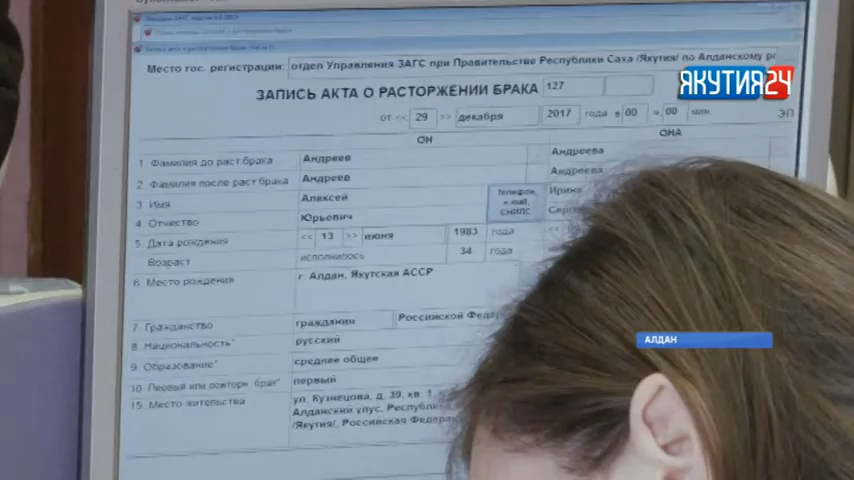 Место гос. регистрации: отдел Управления ЗАГС при Правительстве Республики Саха /Якутия/ по Алданскому
ЯКУТИЯ24
ЗАПИСЬ АКТА О РАСТОРЖЕНИИ БРАКА 127
от << 29 >> декабря 2017 года в 00 ч. 00 мин. ЭП
ОН ОНА
1 Фамилия до раст.брака Андреев Андреева
2 Фамилия после раст.брака Андреев Андреева
3 Имя Алексей Ирина
Телефон,
e-mail,
СНИЛС
4. Отчество Юрьевич
5. Дата рождения << 13 >> июня 1983 года <<
Возраст исполнилось 34 года
6. Место рождения г. Алдан, Якутская АССР
7. Гражданство гражданин Российской
8. Национальность* русский
АЛДАН
9. Образование* среднее общее
10. Первый или повторн. брак* первый
15. Место жительства ул. Кузнецова, д. 39, кв. 1
Алданский улус,
/Якутия/, Российская